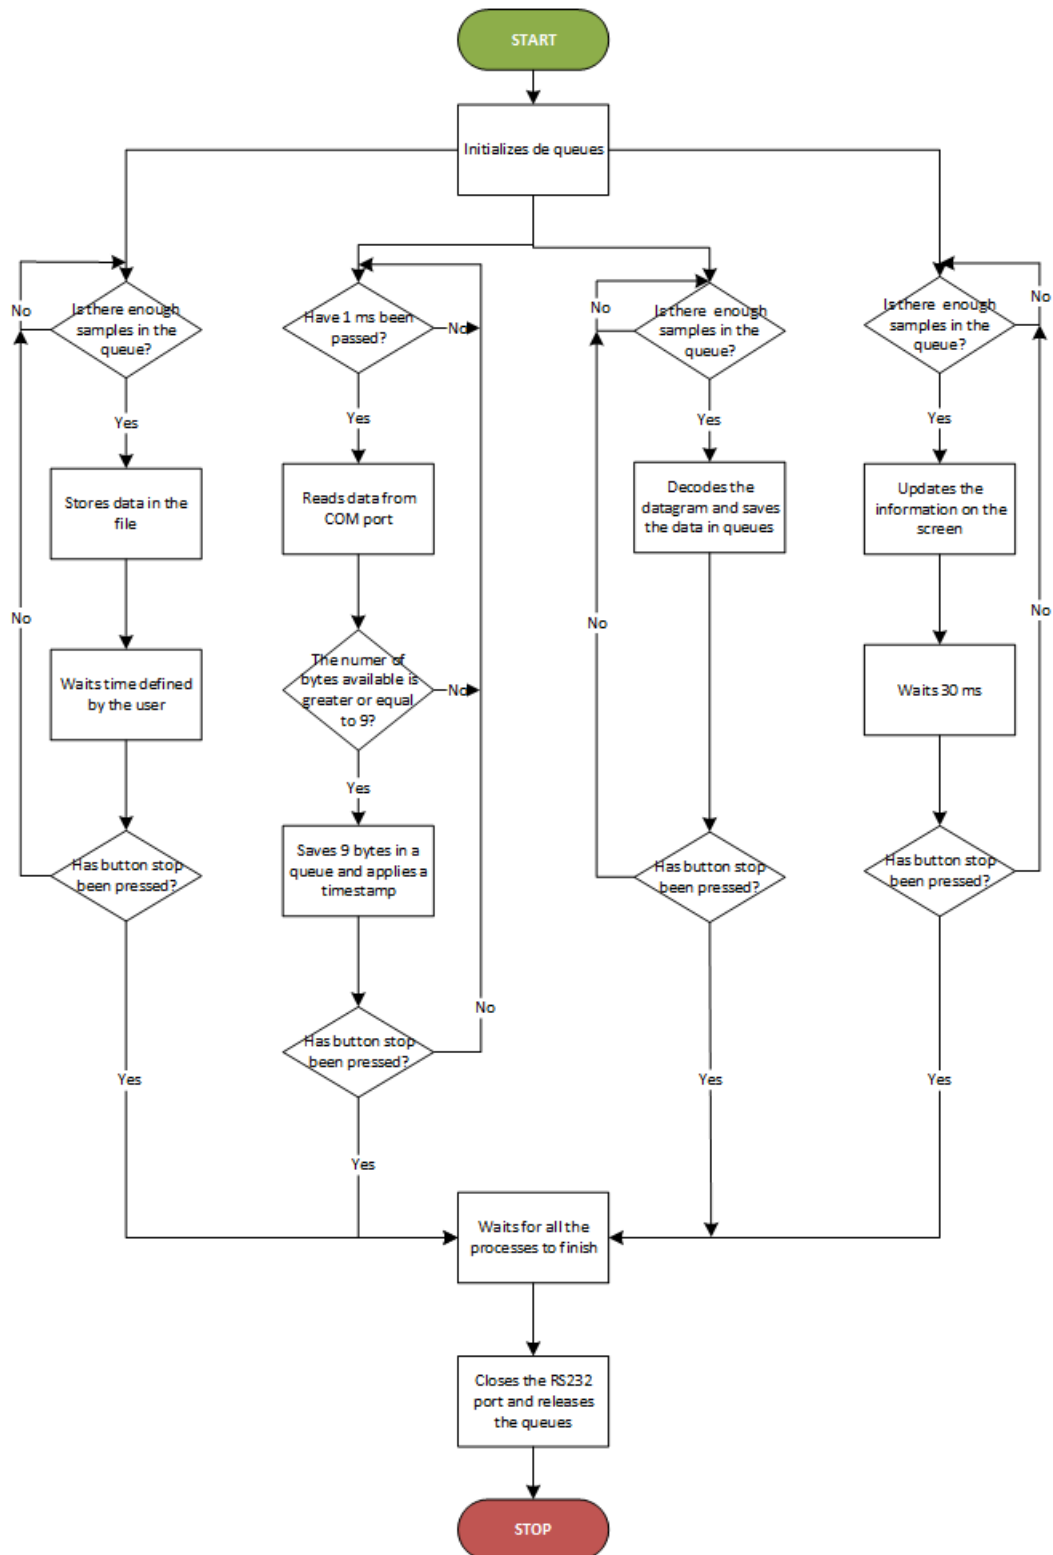 START
Initializes de queues
No
Is there enough
samples in the
queue?
Yes
Stores data in the
file
No
Waits time defined
by the user
Has button stop
been pressed?
Yes
Have 1 ms been
passed?
No
Yes
Reads data from
COM port
The numer of
bytes available is
greater or equal
to 9?
No
Yes
Saves 9 bytes in a
queue and applies a
timestamp
No
Has button stop
been pressed?
Yes
No
Is there enough
samples in the
queue?
Yes
Decodes the
datagram and saves
the data in queues
No
Has button stop
been pressed?
Yes
No
Is there enough
samples in the
queue?
Yes
Updates the
information on the
screen
No
Waits 30 ms
Has button stop
been pressed?
Yes
Waits for all the
processes to finish
Closes the RS232
port and releases
the queues
STOP